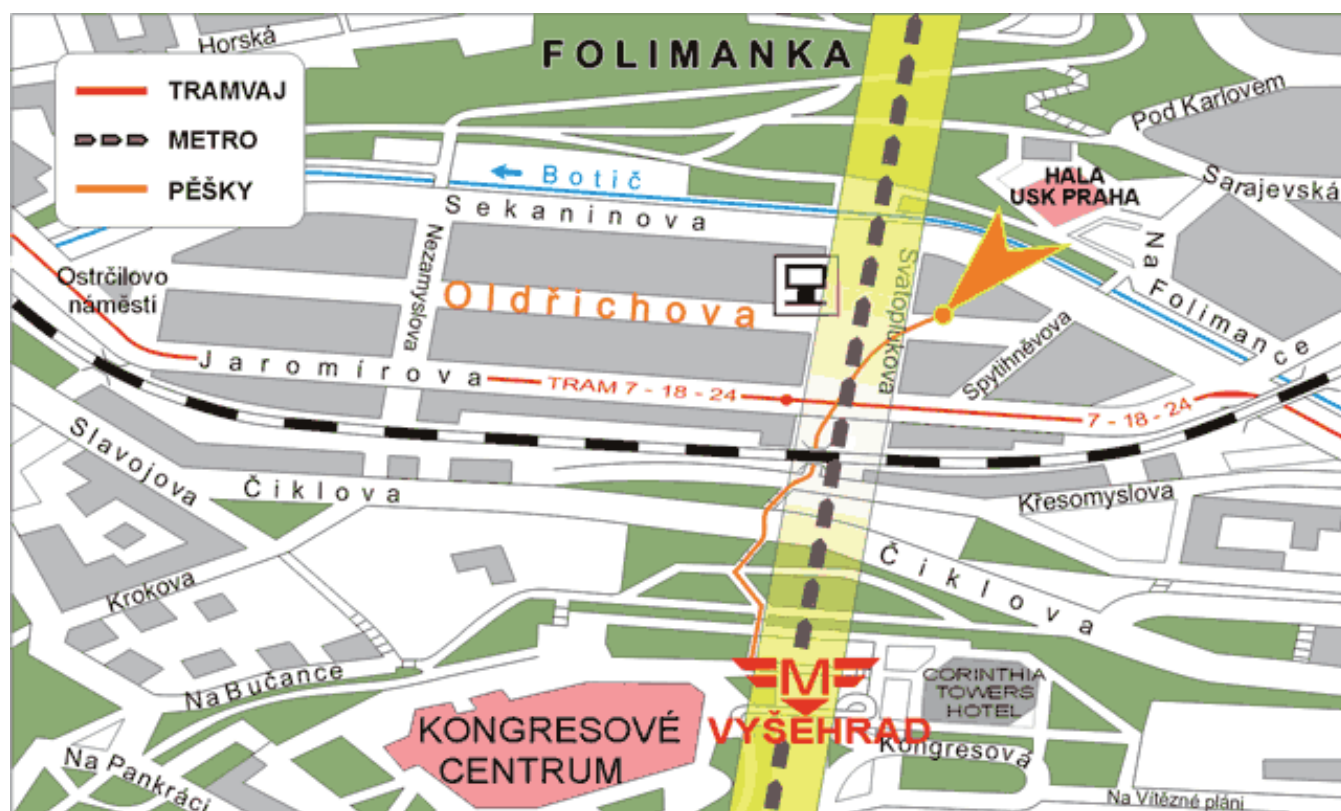 Horská
FOLIMANKA
TRAMVAJ
METRO
PĚŠKY
Pod Karlovem
Sarajevská
HALA
USK PRAHA
Botič
Sekaninova
Nezamyslova
Svatoplukova
Na Folimance
Ostrčilovo
náměstí
Oldřichova
Spytihněvova
Jaromírova
TRAM 7 - 18 - 24
7 - 18 - 24
Slavojova
Čiklova
Křesomyslova
Čiklova
Krokova
Na Bučance
M
VYŠEHRAD
CORINTHIA
TOWERS
HOTEL
KONGRESOVÉ
CENTRUM
Kongresová
Na Pankráci
Na Vítězné pláni